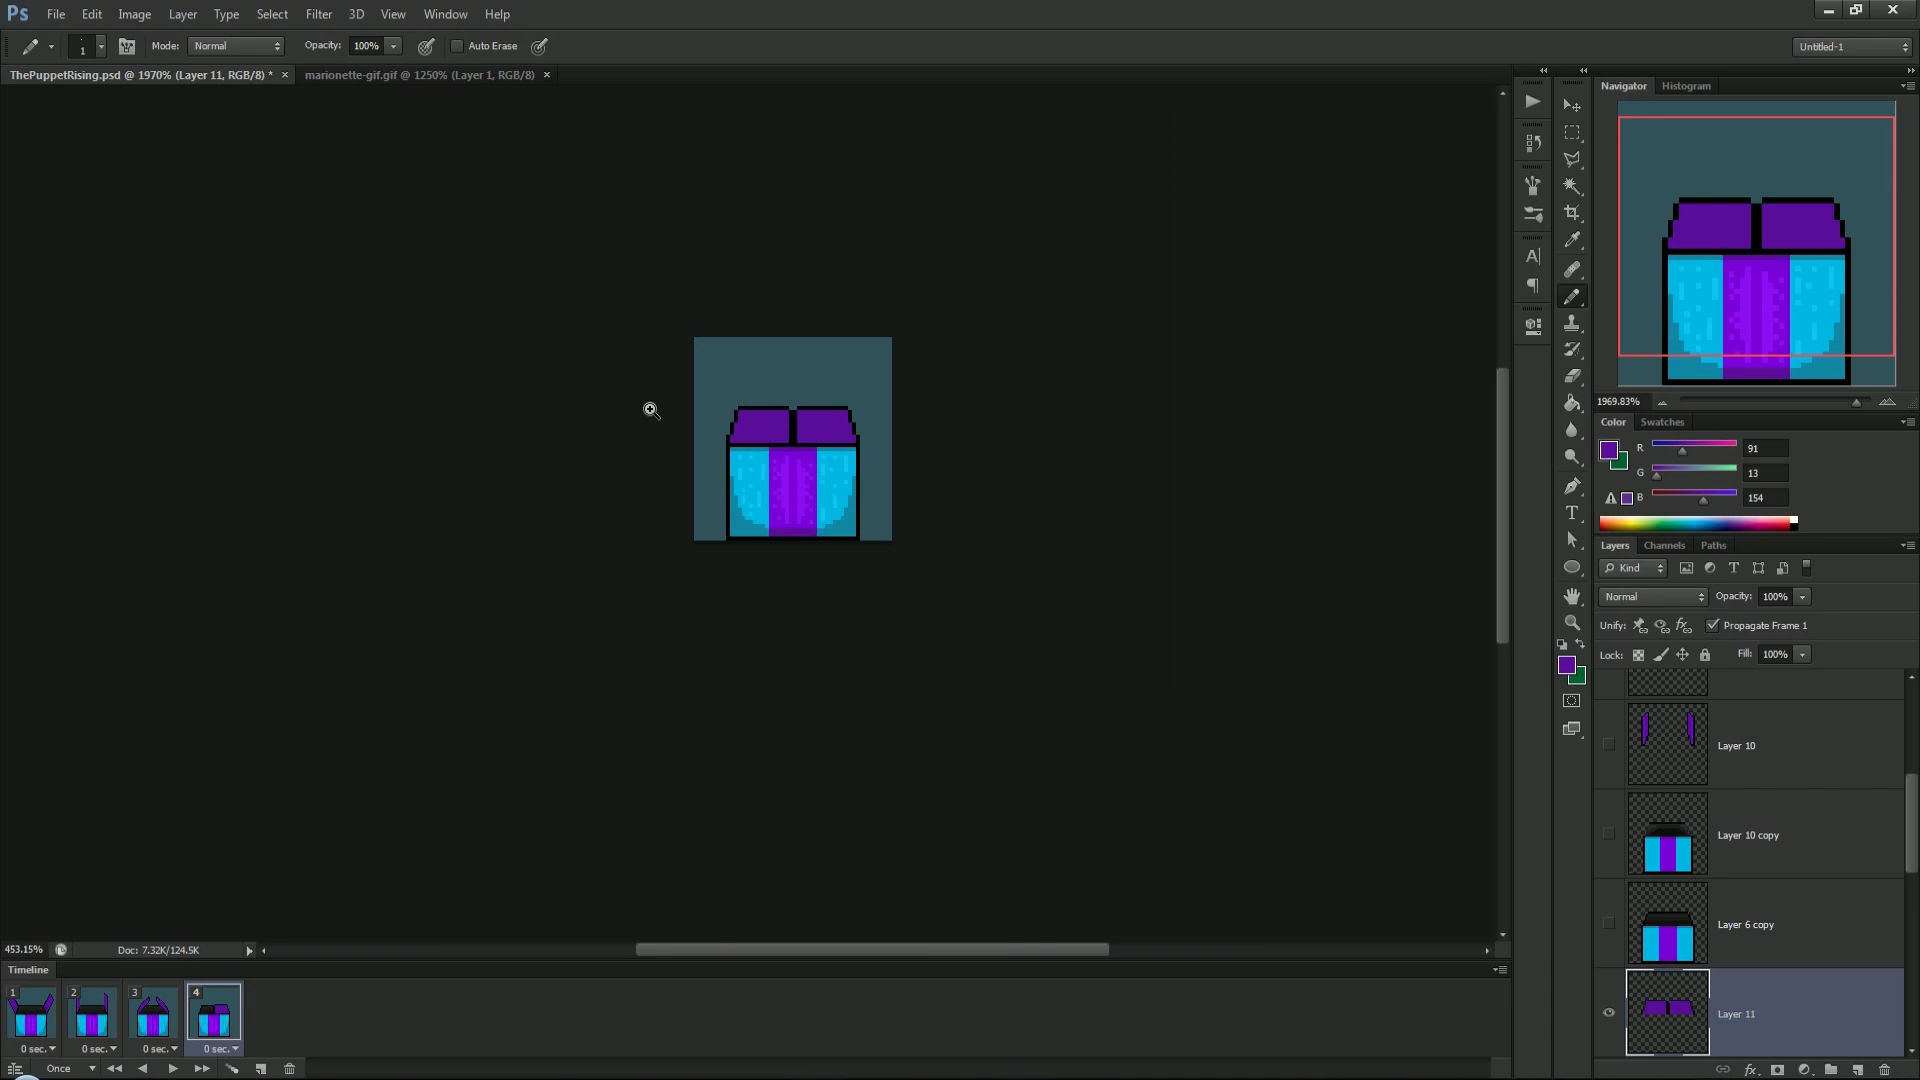 Ps File Edit Image Layer Type Select Filter 3D View Window Help
1 Mode: Normal Opacity: 100% Auto Erase Untitled-1
ThePuppetRising.psd @ 1970% (Layer 11, RGB/8) * × marionette-gif.gif @ 1250% (Layer 1, RGB/8) ×
Navigator Histogram
1969.83%
Color Swatches
R 91
G 13
B 154
Layers Channels Paths
Kind
Normal Opacity: 100%
Unify: Propagate Frame 1
Lock: Fill: 100%
Layer 10
Layer 10 copy
Layer 6 copy
Layer 11
453.15% Doc: 7.32K/124.5K
Timeline
1 2 3 4
0 sec. 0 sec. 0 sec. 0 sec.
Once